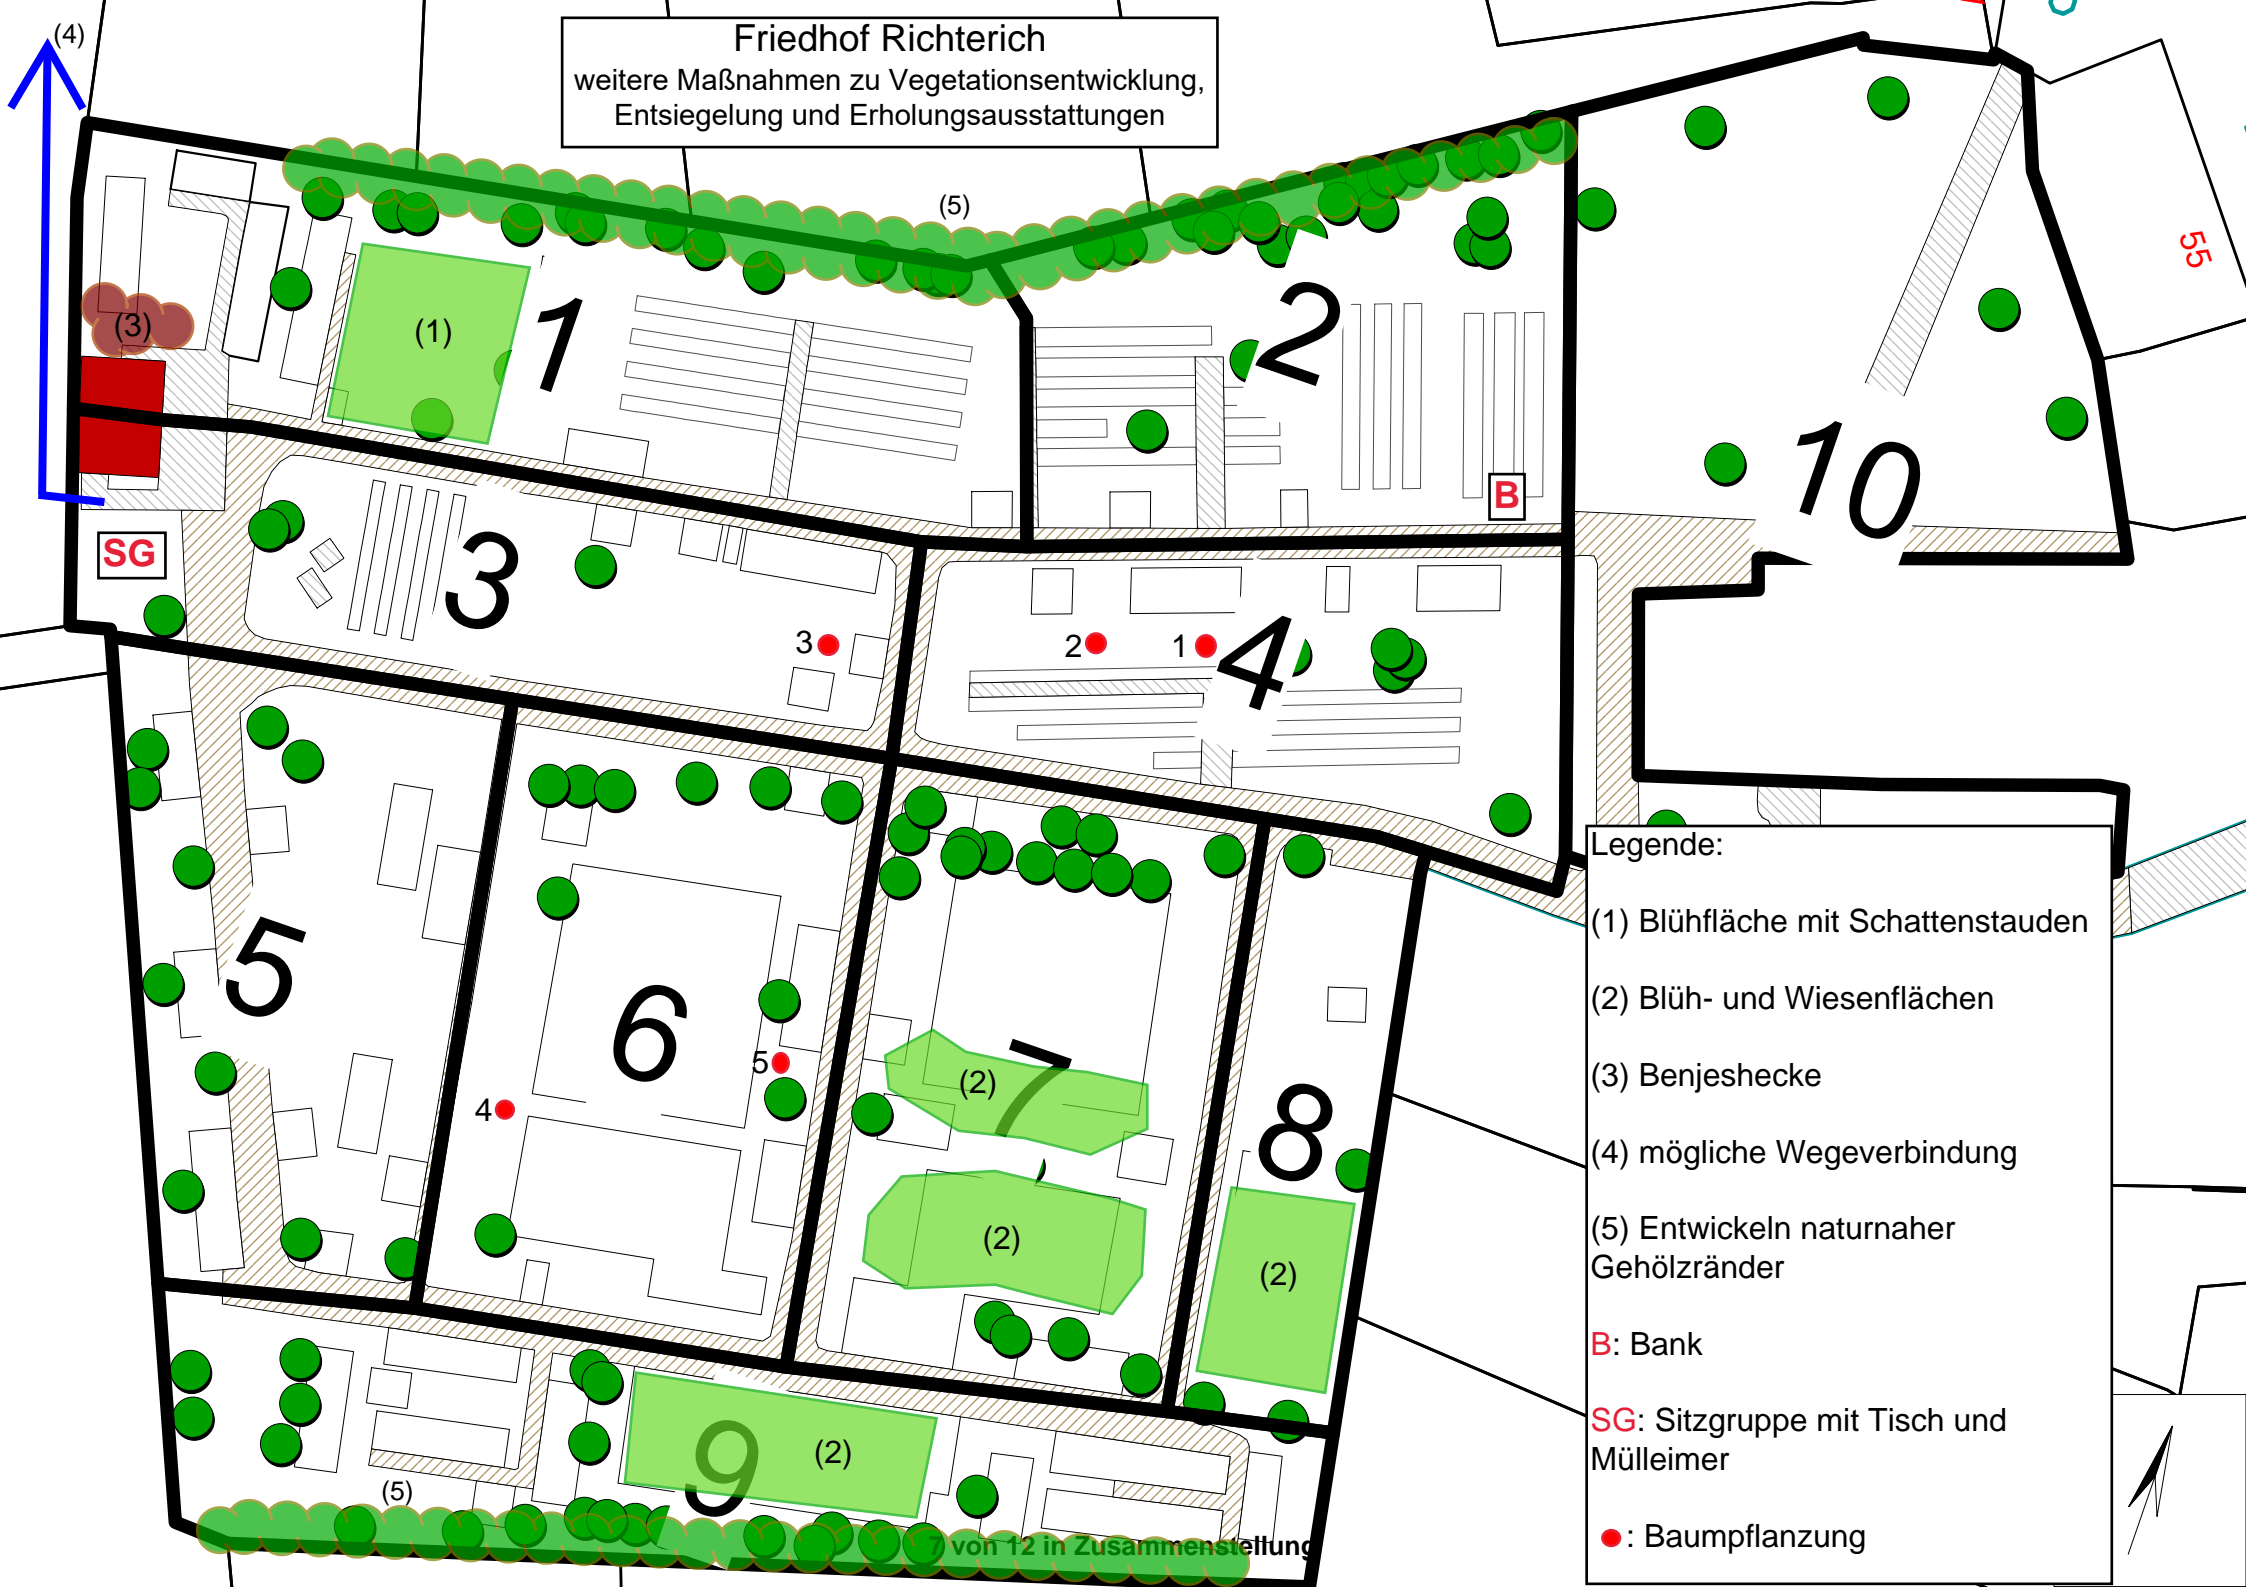 (4)
Friedhof Richterich
weitere Maßnahmen zu Vegetationsentwicklung,
Entsiegelung und Erholungsausstattungen
(5)
55
(3)
(1)
1
2
10
B
SG
3
3
2
1
4
5
6
5
4
7
(2)
(2)
8
(2)
9
(2)
(5)
7 von 12 in Zusammenstellung
Legende:
(1) Blühfläche mit Schattenstauden
(2) Blüh- und Wiesenflächen
(3) Benjeshecke
(4) mögliche Wegeverbindung
(5) Entwickeln naturnaher
Gehölzränder
B: Bank
SG: Sitzgruppe mit Tisch und
Mülleimer
: Baumpflanzung